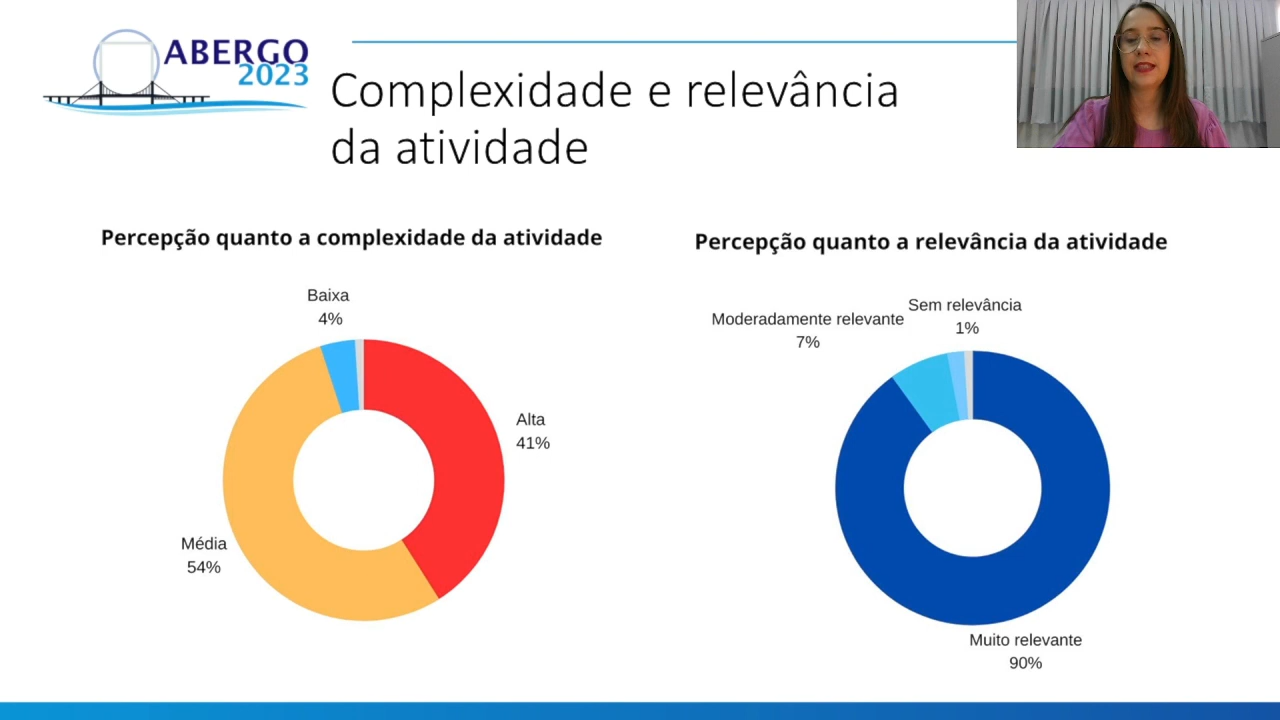 ABERGO
2023
Complexidade e relevância
da atividade
Percepção quanto a complexidade da atividade
Baixa
4%
Alta
41%
Média
54%
Percepção quanto a relevância da atividade
Moderadamente relevante
7%
Sem relevância
1%
Muito relevante
90%